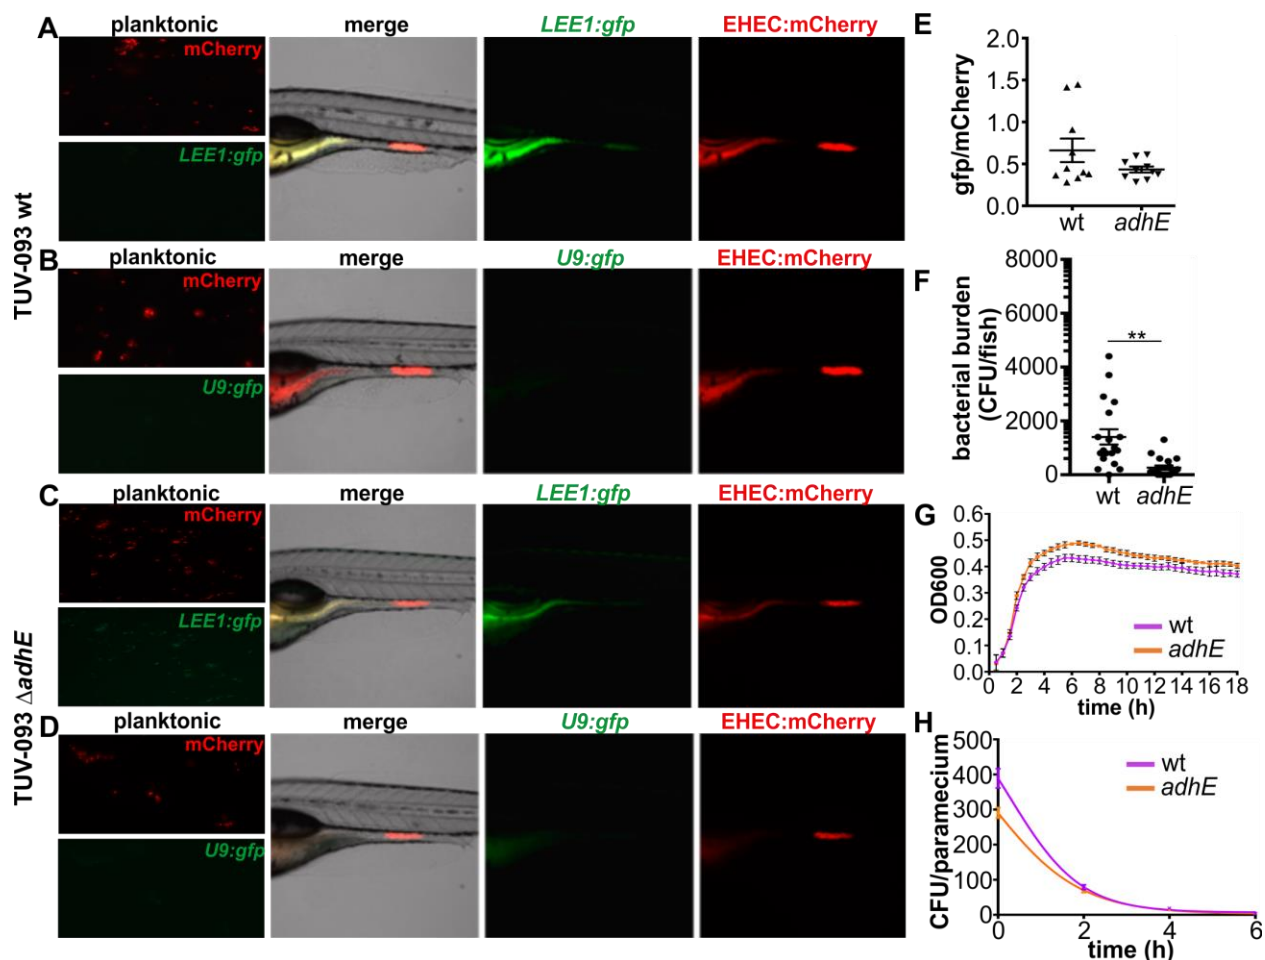 A
planktonic
merge
LEE1:gfp
EHEC:mCherry
mCherry
LEE1:gfp
TUV-093 wt
B
planktonic
merge
U9:gfp
EHEC:mCherry
mCherry
U9:gfp
C
planktonic
merge
LEE1:gfp
EHEC:mCherry
mCherry
LEE1:gfp
TUV-093 ΔadhE
D
planktonic
merge
U9:gfp
EHEC:mCherry
mCherry
U9:gfp
E
gfp/mCherry
2.0
1.5
1.0
0.5
0.0
wt adhE
F
bacterial burden
(CFU/fish)
8000
6000
4000
2000
0
**
wt adhE
G
OD600
0.6
0.5
0.4
0.3
0.2
0.1
0.0
wt
adhE
0 2 4 6 8 10 12 14 16 18
time (h)
H
CFU/paramecium
500
400
300
200
100
0
wt
adhE
0 2 4 6
time (h)